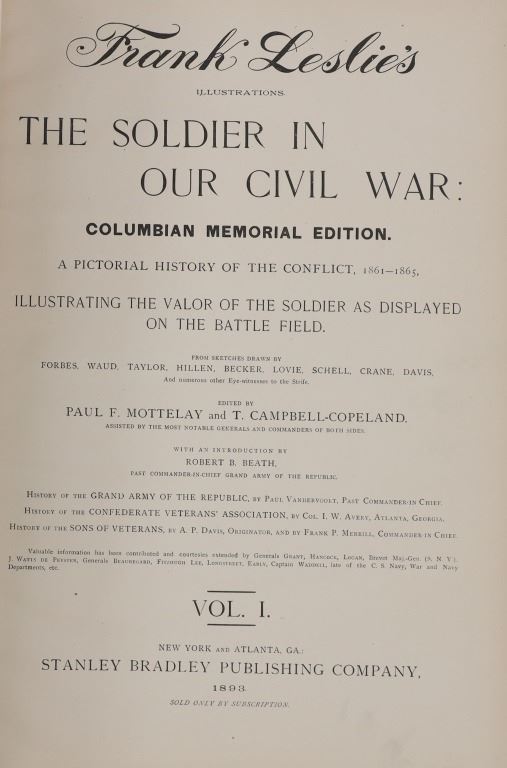 Frank Leslie's
ILLUSTRATIONS.
THE SOLDIER IN
OUR CIVIL WAR:
COLUMBIAN MEMORIAL EDITION.
A PICTORIAL HISTORY OF THE CONFLICT, 1861–1865,
ILLUSTRATING THE VALOR OF THE SOLDIER AS DISPLAYED
ON THE BATTLE FIELD.
FROM SKETCHES DRAWN BY
FORBES, WAUD, TAYLOR, HILLEN, BECKER, LOVIE, SCHELL, CRANE, DAVIS,
And numerous other Eye-witnesses to the Strife.
EDITED BY
PAUL F. MOTTELAY and T. CAMPBELL-COPELAND,
ASSISTED BY THE MOST NOTABLE GENERALS AND COMMANDERS OF BOTH SIDES.
WITH AN INTRODUCTION BY
ROBERT B. BEATH,
PAST COMMANDER-IN-CHIEF GRAND ARMY OF THE REPUBLIC.
HISTORY OF THE GRAND ARMY OF THE REPUBLIC, BY PAUL VANDERVOORT, PAST COMMANDER-IN CHIEF.
HISTORY OF THE CONFEDERATE VETERANS' ASSOCIATION, BY COL. I. W. AVERY, ATLANTA, GEORGIA.
HISTORY OF THE SONS OF VETERANS, BY A. P. DAVIS, ORIGINATOR, AND BY FRANK P. MERRILL, COMMANDER-IN CHIEF.
Valuable information has been contributed and courtesies extended by Generals GRANT, HANCOCK, LOGAN, Brevet Maj.-Gen. (S. N. Y.)
J. WATTS DE PEYSTER, Generals BEAUREGARD, FITZHUGH LEE, LONGSTREET, EARLY, Captain WADDELL, late of the C. S. Navy, War and Navy
Departments, etc.
VOL. I.
NEW YORK AND ATLANTA, GA.:
STANLEY BRADLEY PUBLISHING COMPANY,
1893.
SOLD ONLY BY SUBSCRIPTION.